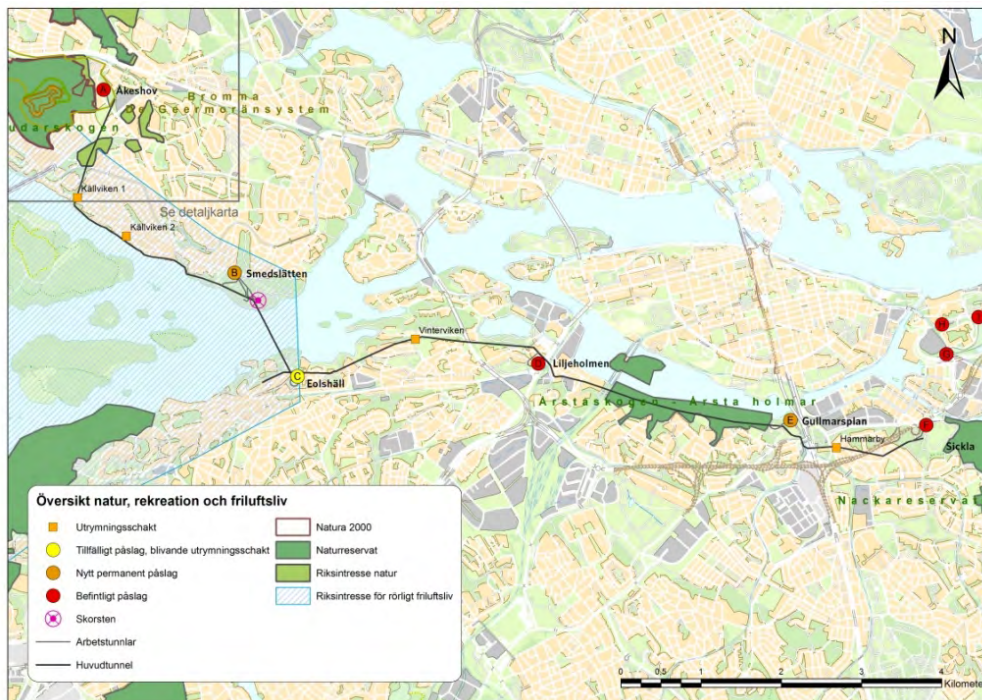 N
A
Åkeshov
Bromma
De Geermoränsystem
udarskogen
Källviken 1
Se detaljkarta
Källviken 2
B
Smedslätten
H
I
Vinterviken
G
D
Liljeholmen
C
Eolshäll
Årstaskogen - Årsta holmar
E
Gullmarsplan
F
Hammarby
Sickla
Nackareservat
Översikt natur, rekreation och friluftsliv
Utrymningsschakt
Natura 2000
Tillfälligt påslag, blivande utrymningsschakt
Naturreservat
Nytt permanent påslag
Riksintresse natur
Befintligt påslag
Riksintresse för rörligt friluftsliv
Skorsten
Arbetstunnlar
Huvudtunnel
0 0,5 1 2 3 4
Kilomete